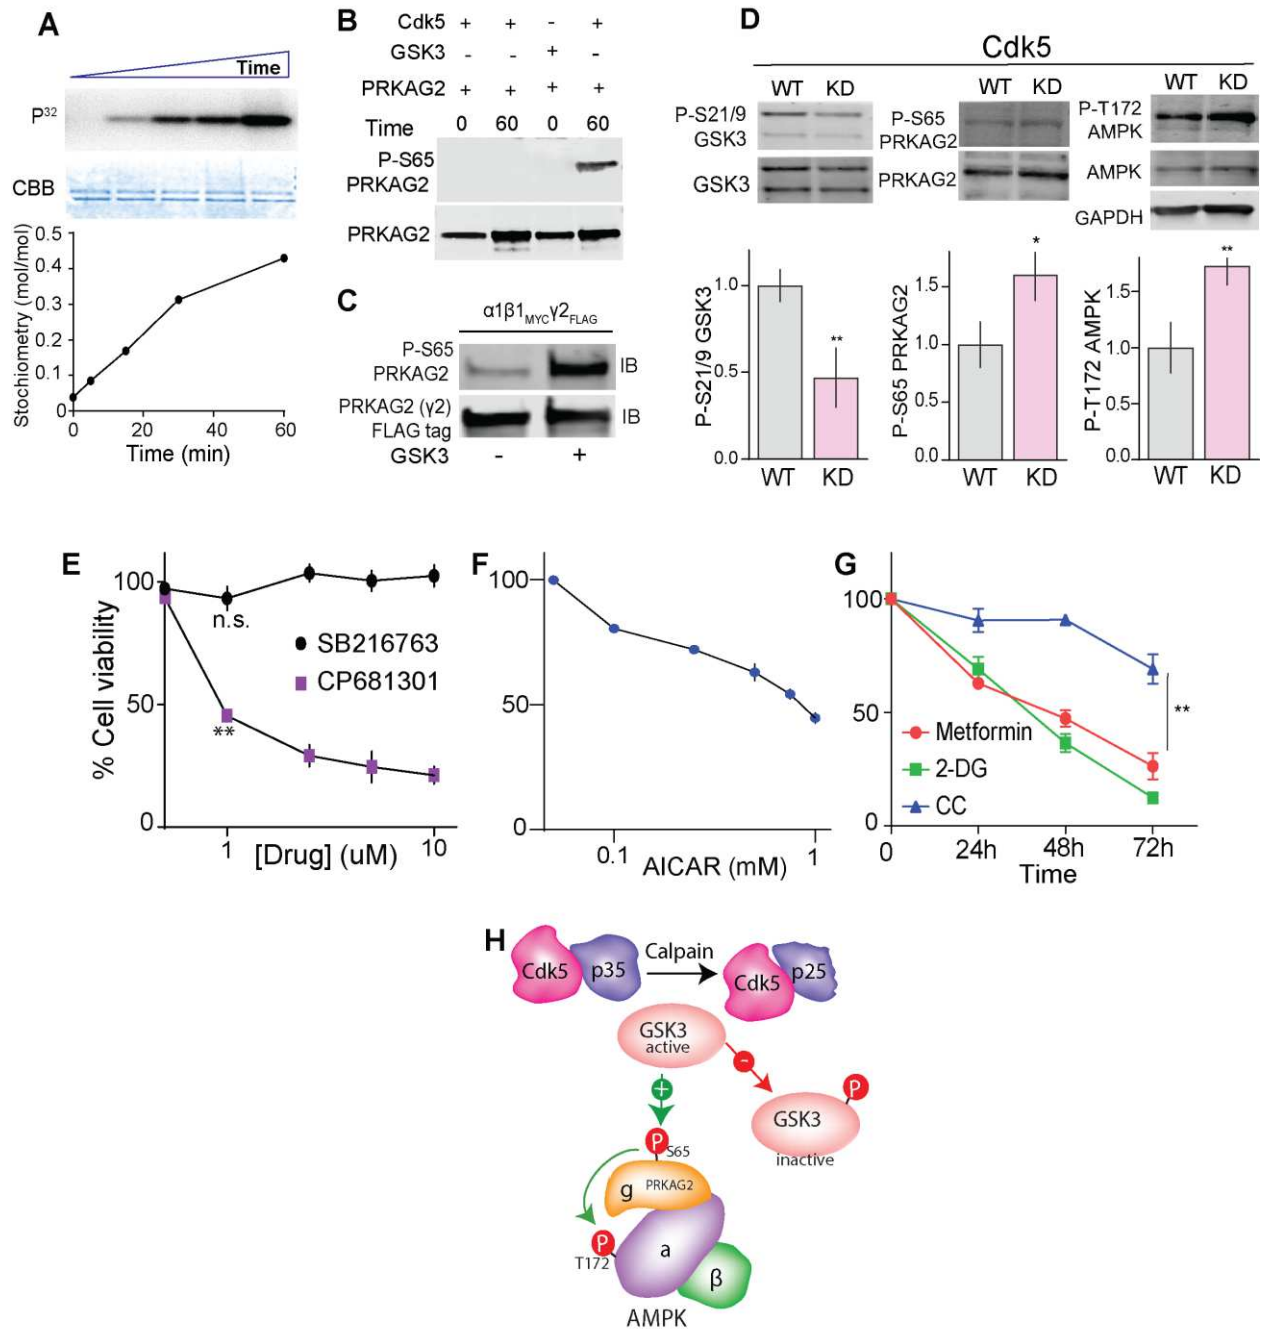 A
Time
P32
CBB
Stochiometry (mol/mol)
0.5
0.4
0.3
0.2
0.1
0
0 20 40 60
Time (min)
B
Cdk5 + + - +
GSK3 - - + -
PRKAG2 + + + +
Time 0 60 0 60
P-S65
PRKAG2
PRKAG2
C
α1β1MYCγ2FLAG
P-S65
PRKAG2
IB
PRKAG2 (γ2)
FLAG tag
IB
GSK3 - +
D
Cdk5
WT KD
P-S21/9
GSK3
GSK3
WT KD
P-S65
PRKAG2
PRKAG2
WT KD
P-T172
AMPK
AMPK
GAPDH
P-S21/9 GSK3
1.0
0.5
0.0
**
WT KD
P-S65 PRKAG2
1.5
1.0
0.5
0.0
*
WT KD
P-T172 AMPK
1.5
1.0
0.5
0.0
**
WT KD
E
% Cell viability
100
50
0
n.s.
**
SB216763
CP681301
1 10
[Drug] (uM)
F
100
50
0
0.1 1
AICAR (mM)
G
100
50
0
**
Metformin
2-DG
CC
0 24h 48h 72h
Time
H
Cdk5 p35
Calpain
Cdk5 p25
GSK3
active
-
+
P
GSK3
inactive
P
S65
g PRKAG2
P
T172
a
β
AMPK